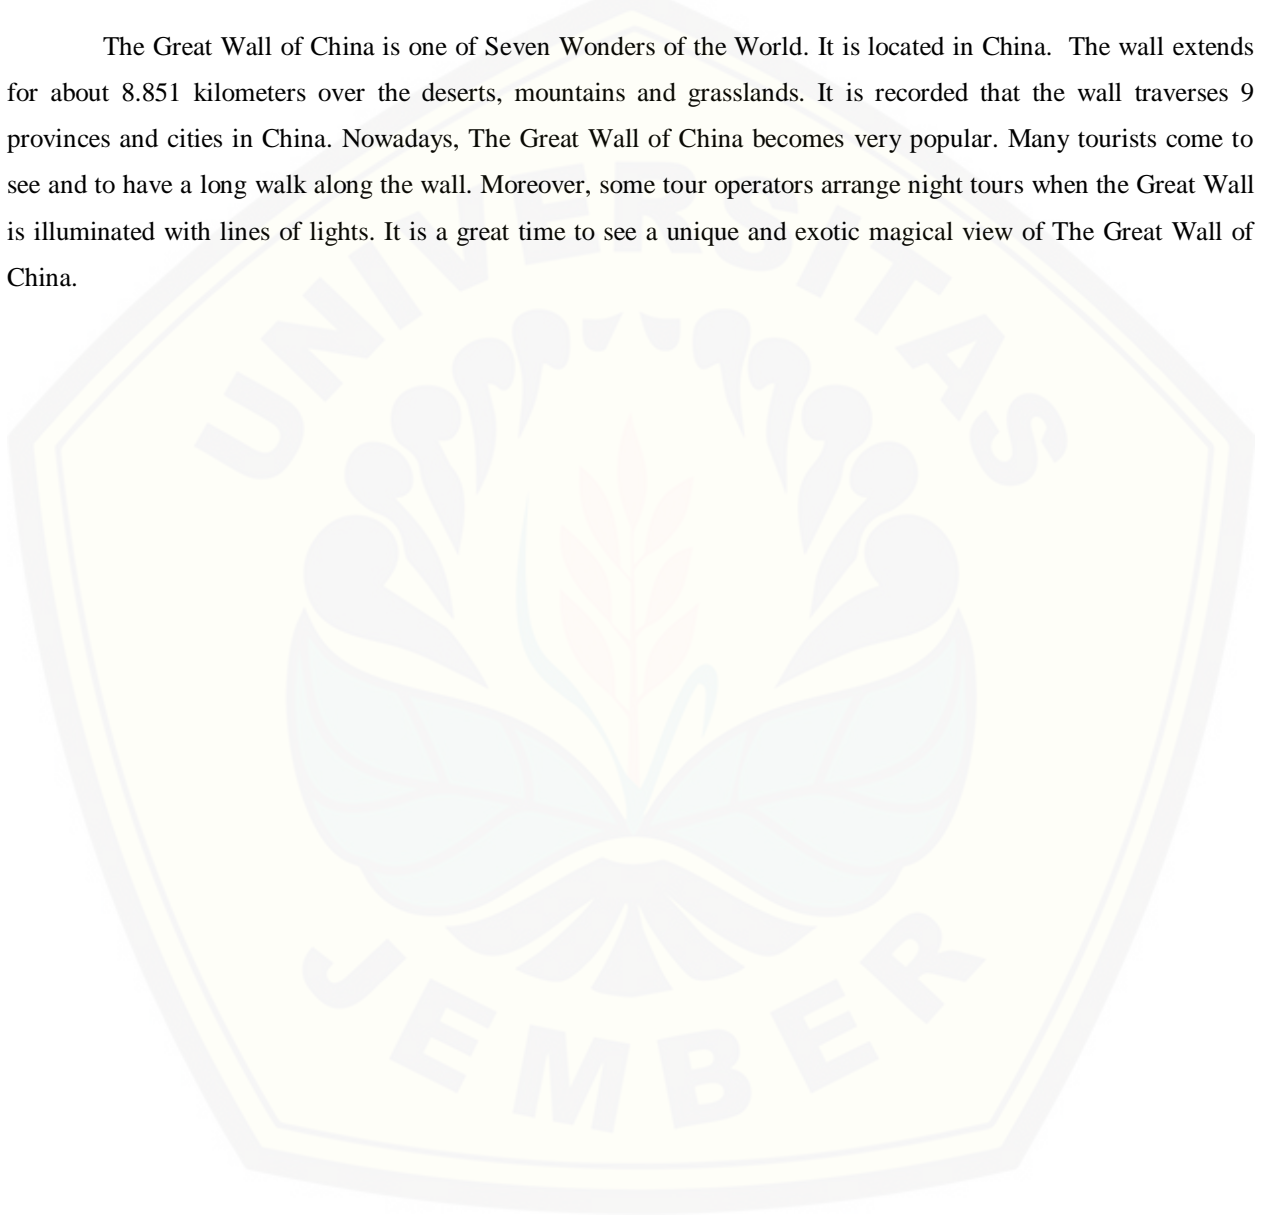 The Great Wall of China is one of Seven Wonders of the World. It is located in China.  The wall extends
for about 8.851 kilometers over the deserts, mountains and grasslands. It is recorded that the wall traverses 9
provinces and cities in China. Nowadays, The Great Wall of China becomes very popular. Many tourists come to
see and to have a long walk along the wall. Moreover, some tour operators arrange night tours when the Great Wall
is illuminated with lines of lights. It is a great time to see a unique and exotic magical view of The Great Wall of
China.
UNIVERSITAS
JEMBER